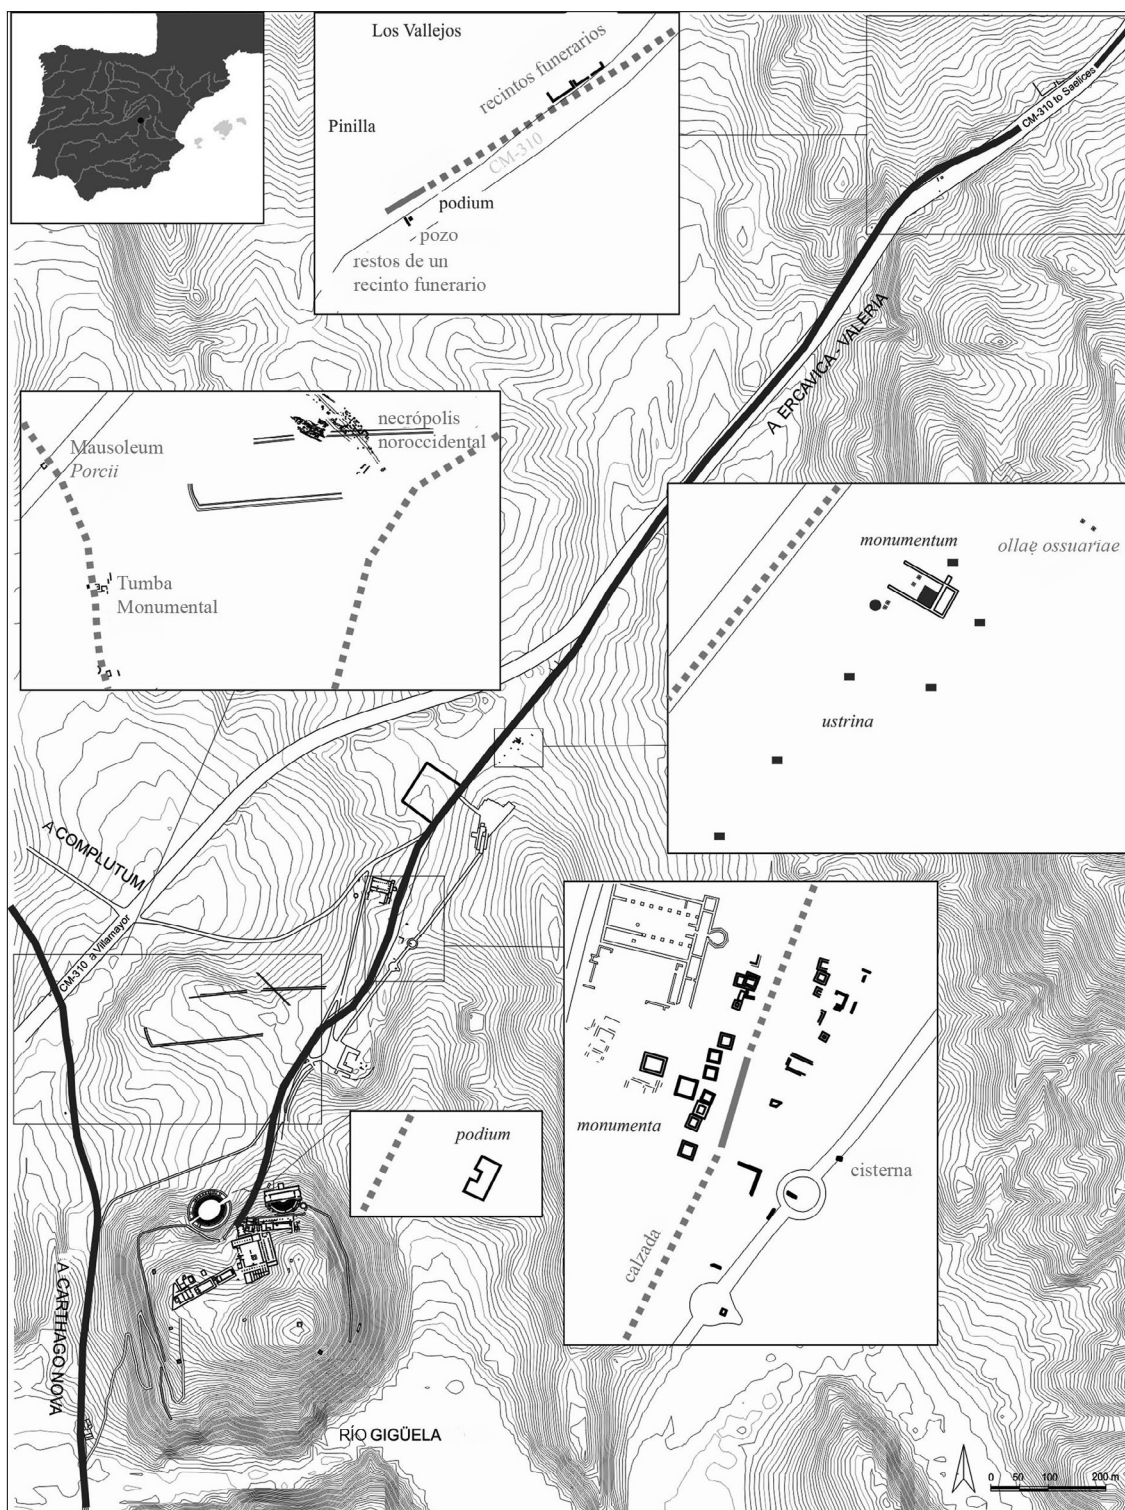 Los Vallejos
recintos funerarios
Pinilla
CM-310
podium
pozo
restos de un
recinto funerario
CM-310 to Saelices
A ERCAVICA - VALERIA
necrópolis
noroccidental
Mausoleum
Porcii
Tumba
Monumental
monumentum
ollae ossuariae
ustrina
A COMPLUTUM
CM-310 a Villamayor
monumenta
cisterna
calzada
podium
A CARTHAGO NOVA
RÍO GIGÜELA
0 50 100 200 m